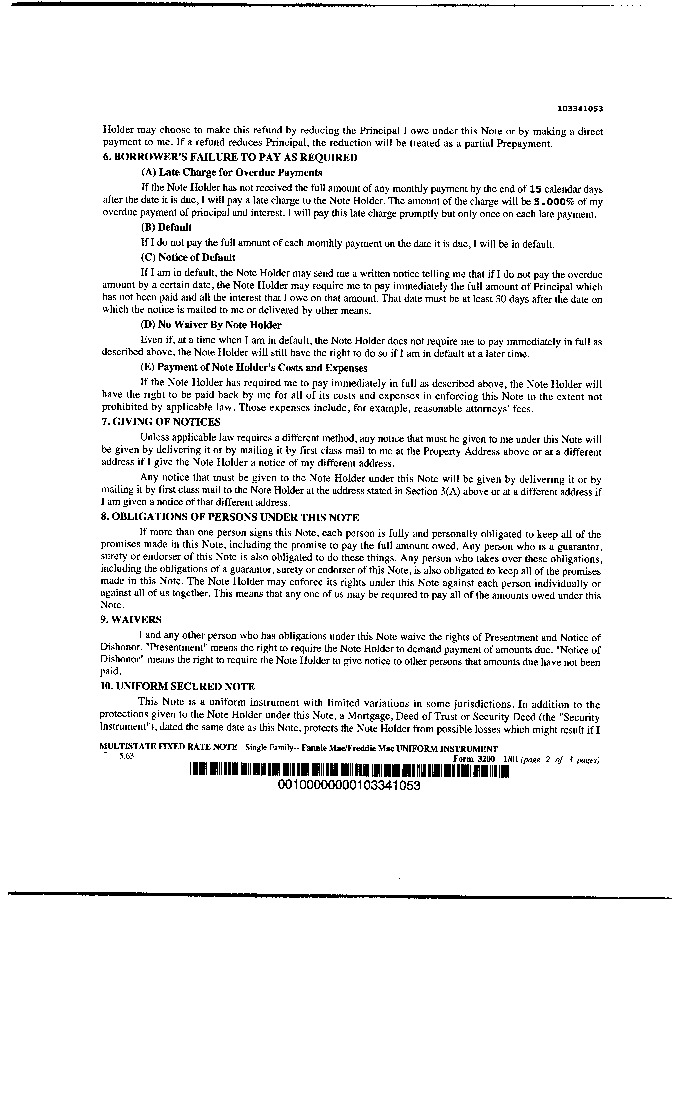 103341053
Holder may choose to make this refund by reducing the Principal I owe under this Note or by making a direct
payment to me. If a refund reduces Principal, the reduction will be treated as a partial Prepayment.
6. BORROWER'S FAILURE TO PAY AS REQUIRED
(A) Late Charge for Overdue Payments
If the Note Holder has not received the full amount of any monthly payment by the end of 15 calendar days
after the date it is due, I will pay a late charge to the Note Holder. The amount of the charge will be 5.000% of my
overdue payment of principal and interest. I will pay this late charge promptly but only once on each late payment.
(B) Default
If I do not pay the full amount of each monthly payment on the date it is due, I will be in default.
(C) Notice of Default
If I am in default, the Note Holder may send me a written notice telling me that if I do not pay the overdue
amount by a certain date, the Note Holder may require me to pay immediately the full amount of Principal which
has not been paid and all the interest that I owe on that amount. That date must be at least 30 days after the date on
which the notice is mailed to me or delivered by other means.
(D) No Waiver By Note Holder
Even if, at a time when I am in default, the Note Holder does not require me to pay immediately in full as
described above, the Note Holder will still have the right to do so if I am in default at a later time.
(E) Payment of Note Holder's Costs and Expenses
If the Note Holder has required me to pay immediately in full as described above, the Note Holder will
have the right to be paid back by me for all of its costs and expenses in enforcing this Note to the extent not
prohibited by applicable law. Those expenses include, for example, reasonable attorneys' fees.
7. GIVING OF NOTICES
Unless applicable law requires a different method, any notice that must be given to me under this Note will
be given by delivering it or by mailing it by first class mail to me at the Property Address above or at a different
address if I give the Note Holder a notice of my different address.
Any notice that must be given to the Note Holder under this Note will be given by delivering it or by
mailing it by first class mail to the Note Holder at the address stated in Section 3(A) above or at a different address if
I am given a notice of that different address.
8. OBLIGATIONS OF PERSONS UNDER THIS NOTE
If more than one person signs this Note, each person is fully and personally obligated to keep all of the
promises made in this Note, including the promise to pay the full amount owed. Any person who is a guarantor,
surety or endorser of this Note is also obligated to do these things. Any person who takes over these obligations,
including the obligations of a guarantor, surety or endorser of this Note, is also obligated to keep all of the promises
made in this Note. The Note Holder may enforce its rights under this Note against each person individually or
against all of us together. This means that any one of us may be required to pay all of the amounts owed under this
Note.
9. WAIVERS
I and any other person who has obligations under this Note waive the rights of Presentment and Notice of
Dishonor. "Presentment" means the right to require the Note Holder to demand payment of amounts due. "Notice of
Dishonor" means the right to require the Note Holder to give notice to other persons that amounts due have not been
paid.
10. UNIFORM SECURED NOTE
This Note is a uniform instrument with limited variations in some jurisdictions. In addition to the
protections given to the Note Holder under this Note, a Mortgage, Deed of Trust or Security Deed (the "Security
Instrument"), dated the same date as this Note, protects the Note Holder from possible losses which might result if I
MULTISTATE FIXED RATE NOTE Single Family-- Fannie Mae/Freddie Mac UNIFORM INSTRUMENT
5.63 Form 3200 1/01 (page 2 of 3 pages)
00100000000103341053